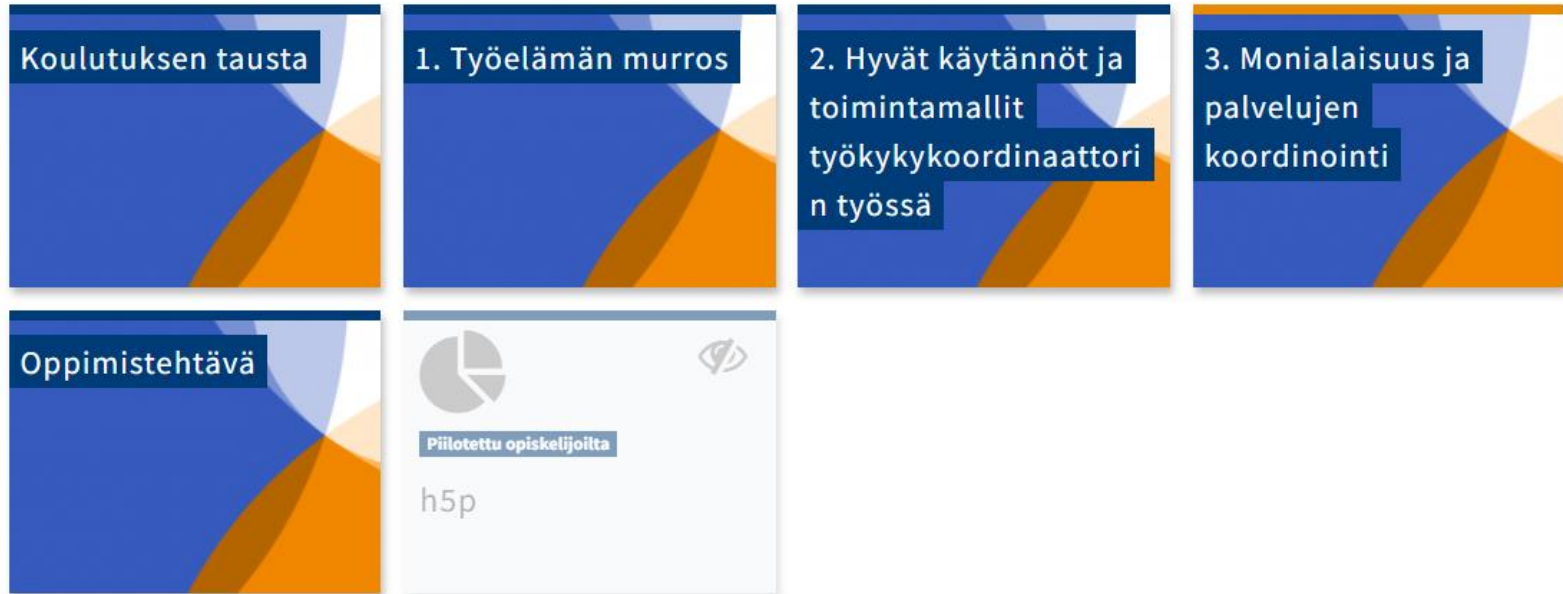 Koulutuksen tausta
1. Työelämän murros
2. Hyvät käytännöt ja
toimintamallit
työkykykoordinaattori
n työssä
3. Monialaisuus ja
palvelujen
koordinointi
Oppimistehtävä
Piilotettu opiskelijoilta
h5p